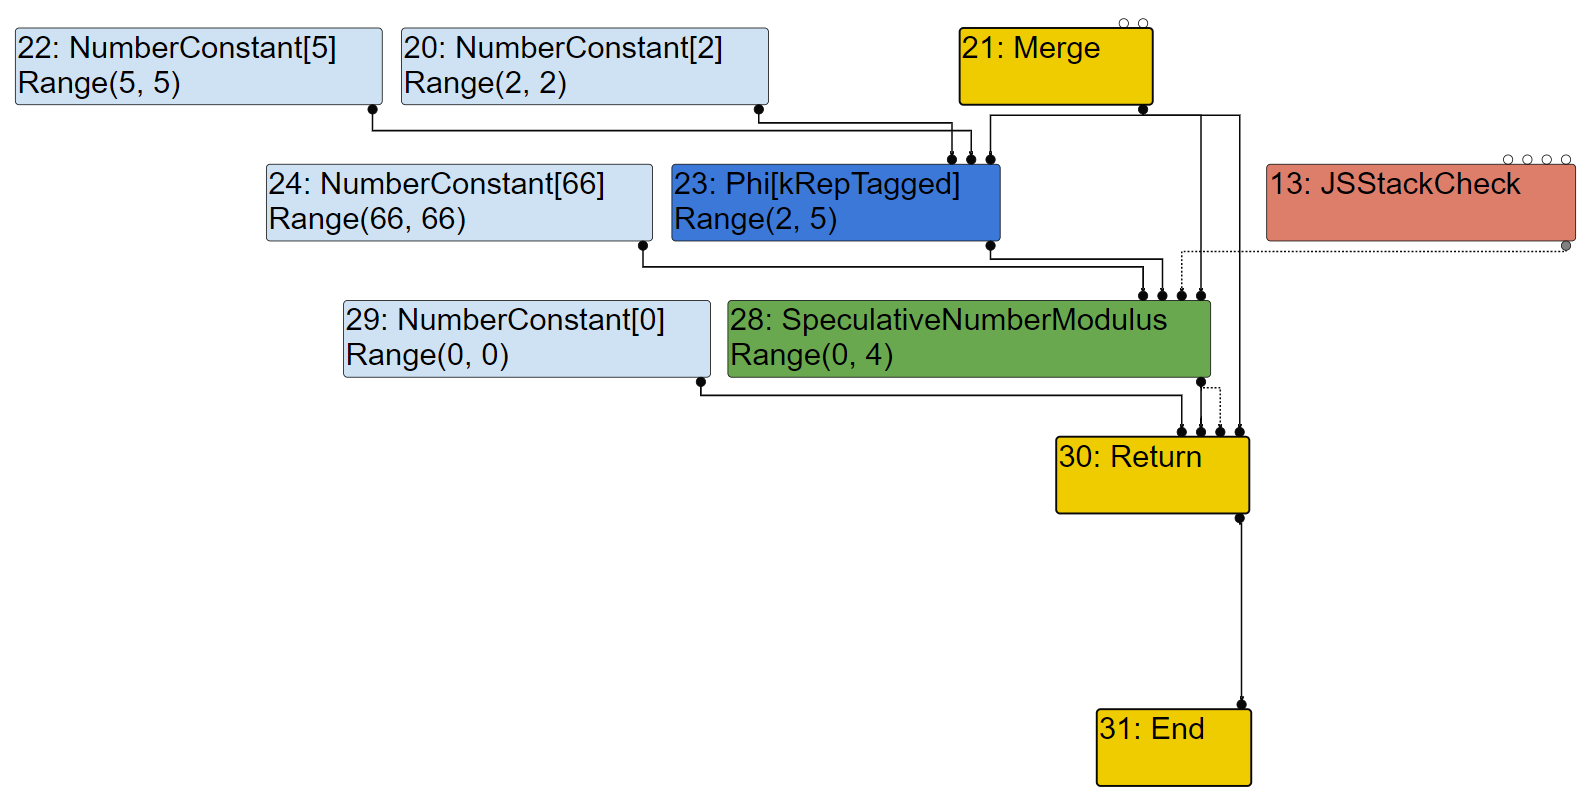 22: NumberConstant[5]
Range(5, 5)
20: NumberConstant[2]
Range(2, 2)
21: Merge
24: NumberConstant[66]
Range(66, 66)
23: Phi[kRepTagged]
Range(2, 5)
13: JSStackCheck
29: NumberConstant[0]
Range(0, 0)
28: SpeculativeNumberModulus
Range(0, 4)
30: Return
31: End